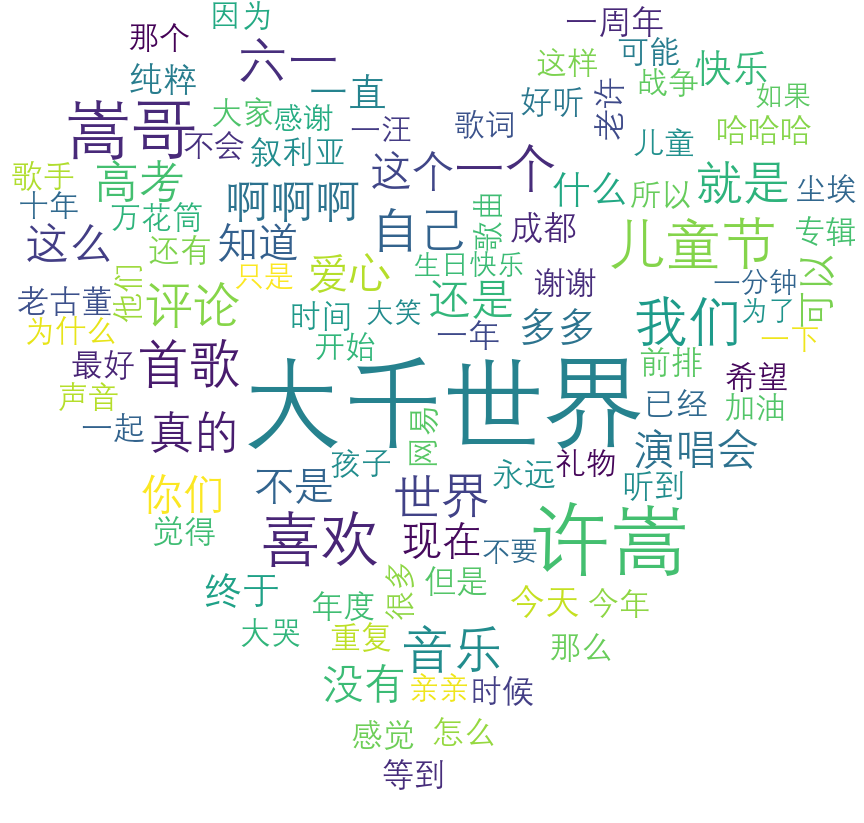 因为
一周年
那个
六一
可能
这样
快乐
纯粹
一直
战争
如果
老许
好听
嵩哥
大家
感谢
一汪
歌词
哈哈哈
不会
叙利亚
儿童
这个
一个
歌手
高考
啊啊啊
什么
所以
就是
尘埃
十年
万花筒
自己
歌曲
成都
儿童节
专辑
这么
还有
知道
爱心
生日快乐
只是
谢谢
一分钟
可以
老古董
他们
评论
还是
时间
大笑
多多
我们
为了
为什么
开始
一年
一下
最好
首歌
大千世界
前排
希望
声音
已经
加油
一起
真的
网易
演唱会
孩子
礼物
你们
不是
世界
永远
听到
觉得
喜欢
现在
不要
许嵩
终于
年度
很多
但是
今天
今年
大哭
重复
音乐
那么
没有
亲亲
时候
感觉
怎么
等到